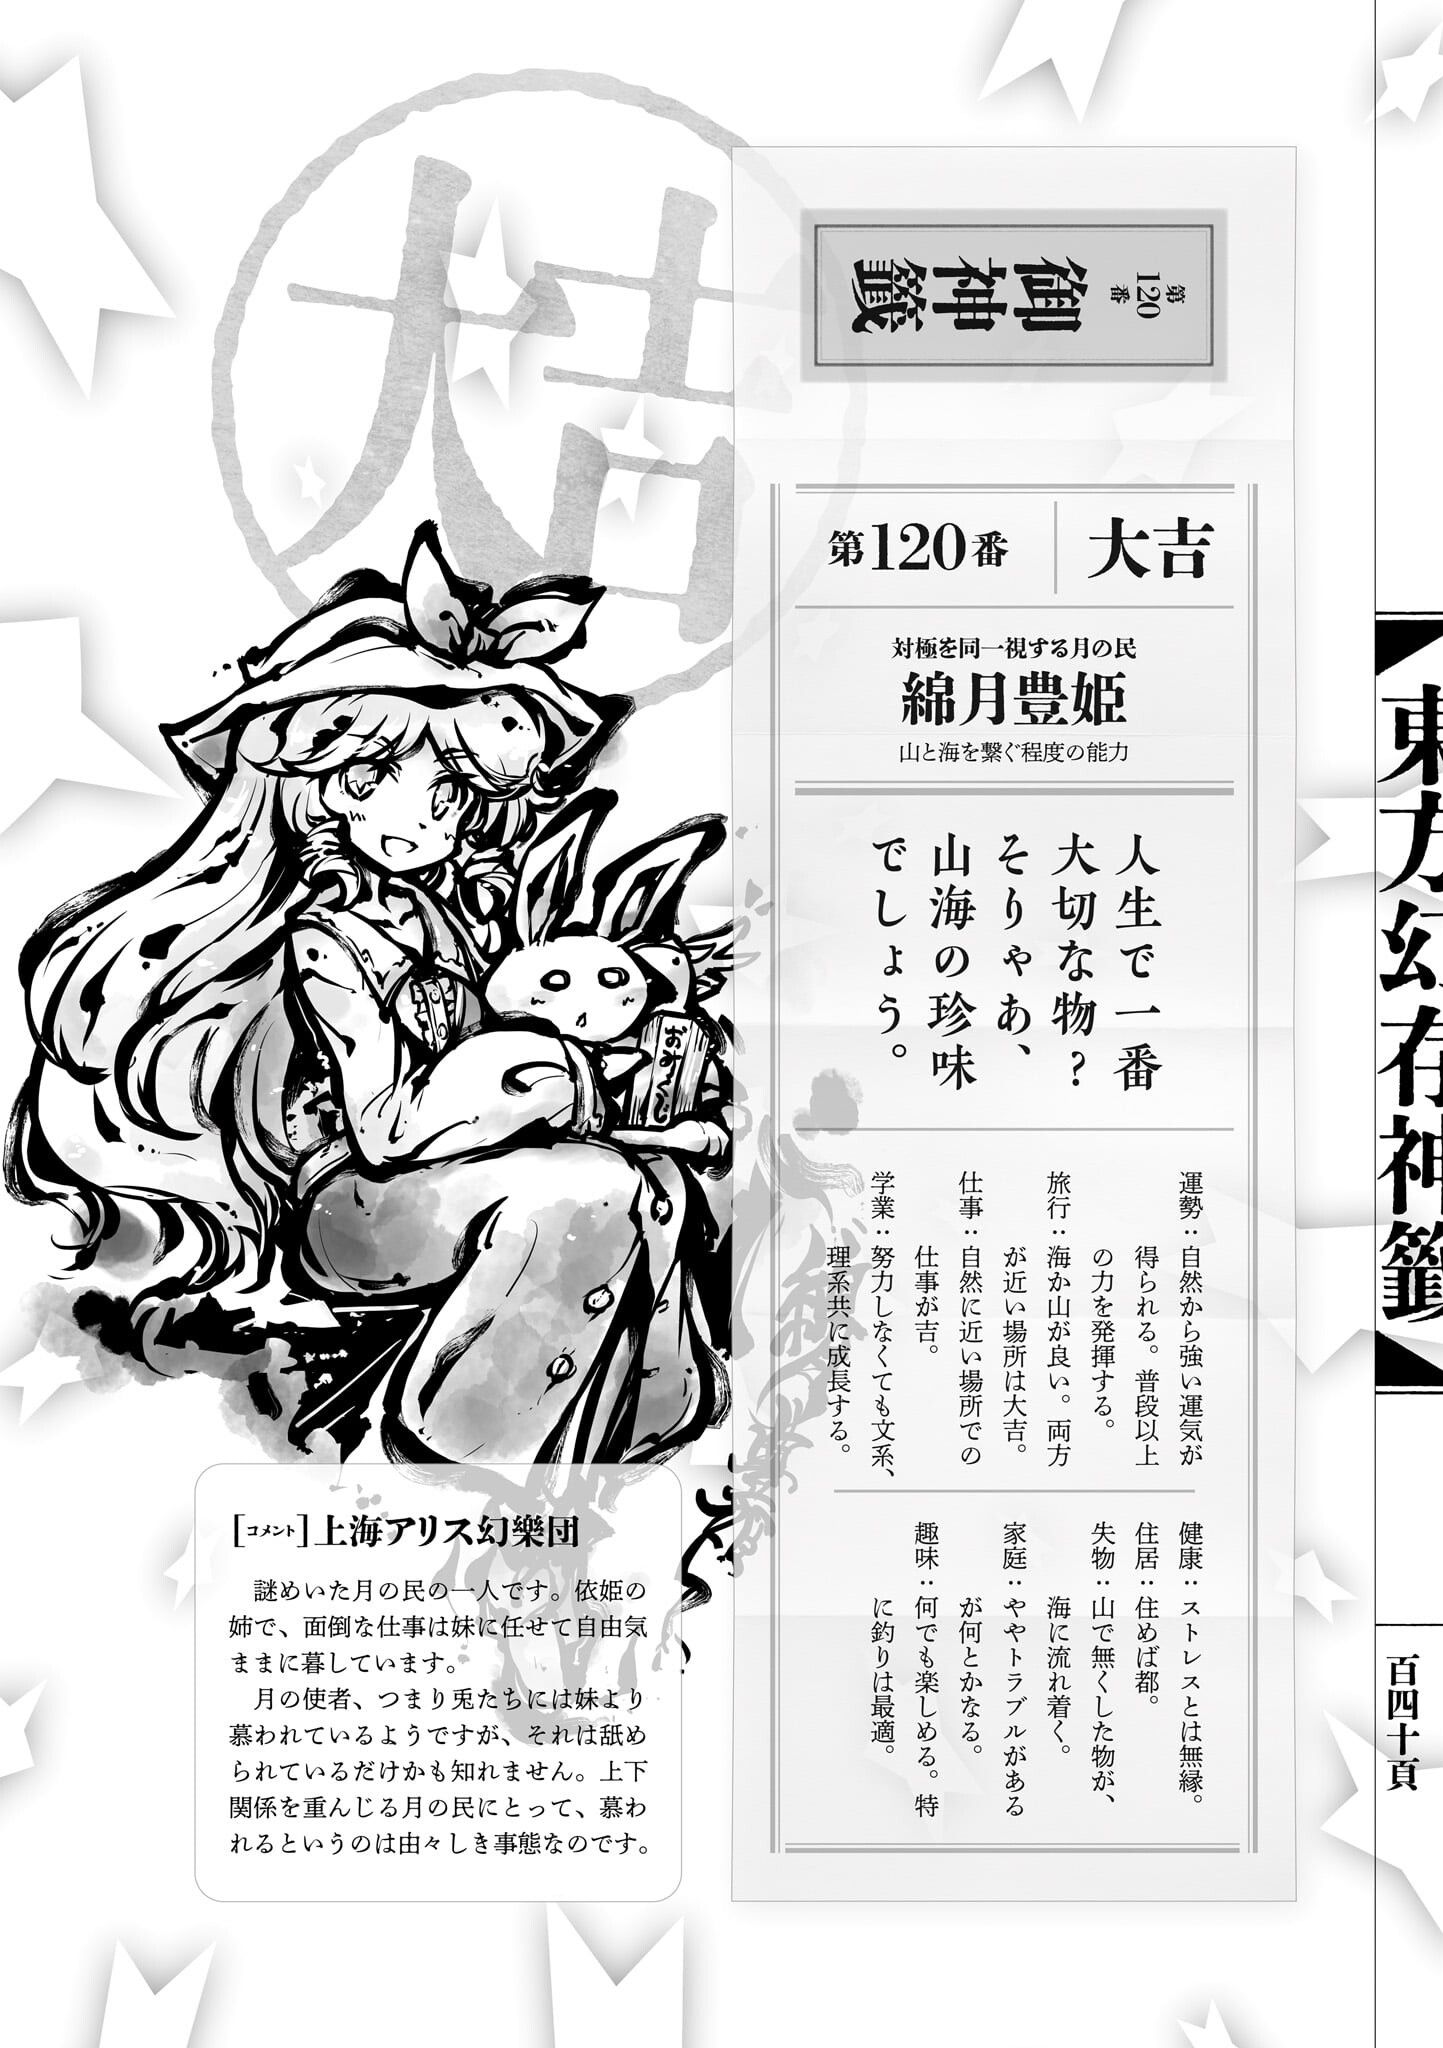 大吉
第120番
御神籤
第120番
大吉
対極を同一視する月の民
綿月豊姫
山と海を繋ぐ程度の能力
人生で一番
大切な物?
そりゃあ、
山海の珍味
でしょう。
運勢：自然から強い運気が
得られる。普段以上
の力を発揮する。
旅行：海か山が良い。両方
が近い場所は大吉。
仕事：自然に近い場所での
仕事が吉。
学業：努力しなくても文系、
理系共に成長する。
健康：ストレスとは無縁。
住居：住めば都。
失物：山で無くした物が、
海に流れ着く。
家庭：ややトラブルがある
が何とかなる。
趣味：何でも楽しめる。特
に釣りは最適。
おみくじ
[コメント]上海アリス幻樂団
謎めいた月の民の一人です。依姫の
姉で、面倒な仕事は妹に任せて自由気
ままに暮しています。
月の使者、つまり兎たちには妹より
慕われているようですが、それは舐め
られているだけかも知れません。上下
関係を重んじる月の民にとって、慕わ
れるというのは由々しき事態なのです。
東方幻存神籤
百四十頁